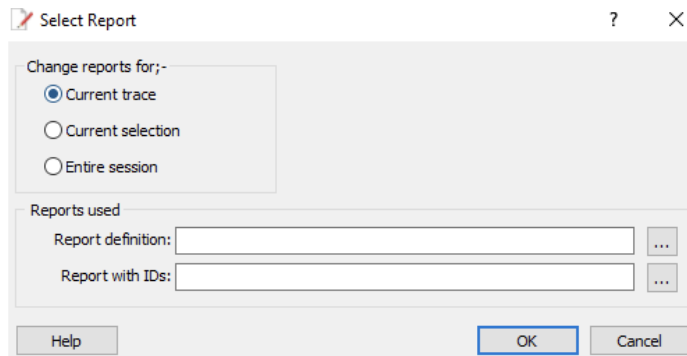 Select Report
?
Change reports for;-
Current trace
Current selection
Entire session
Reports used
Report definition:
...
Report with IDs:
...
Help
OK
Cancel